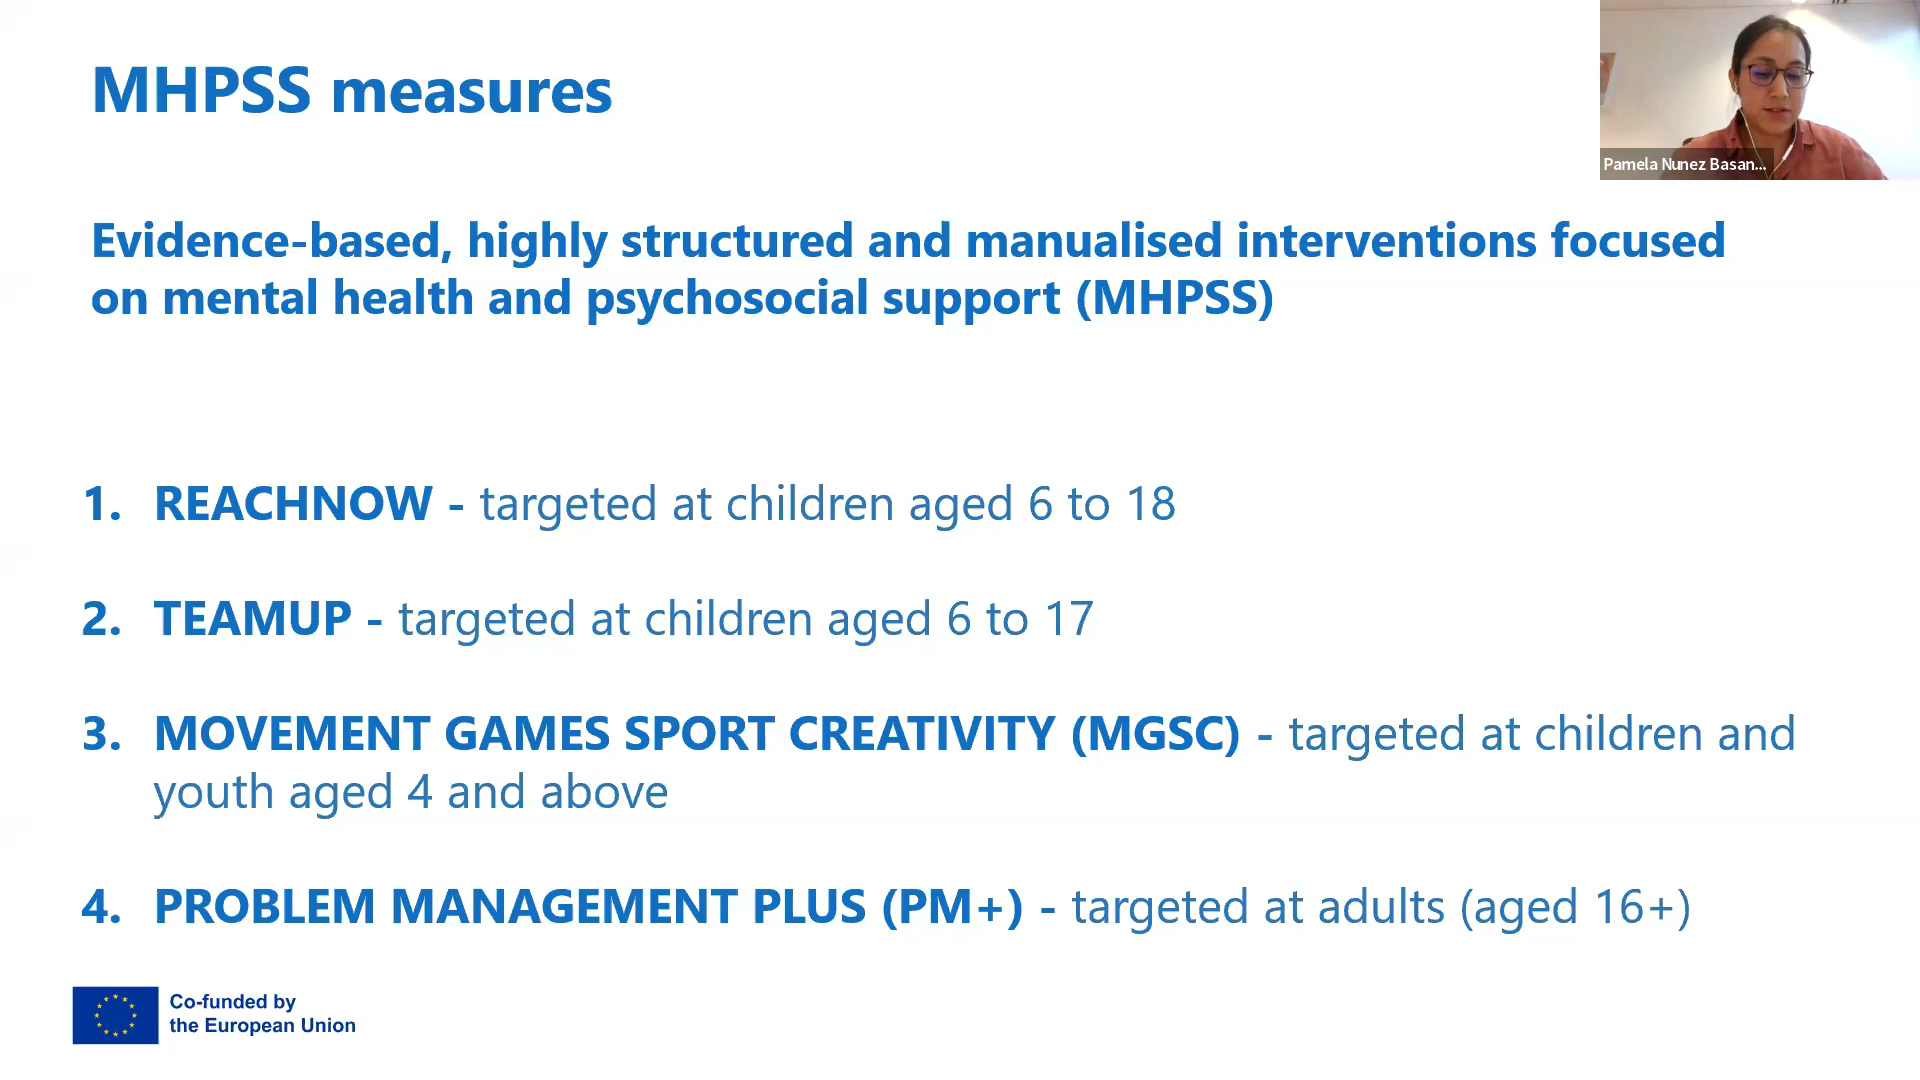 MHPSS measures
Pamela Nunez Basan...
Evidence-based, highly structured and manualised interventions focused
on mental health and psychosocial support (MHPSS)
1. REACHNOW - targeted at children aged 6 to 18
2. TEAMUP - targeted at children aged 6 to 17
3. MOVEMENT GAMES SPORT CREATIVITY (MGSC) - targeted at children and
youth aged 4 and above
4. PROBLEM MANAGEMENT PLUS (PM+) - targeted at adults (aged 16+)
Co-funded by
the European Union